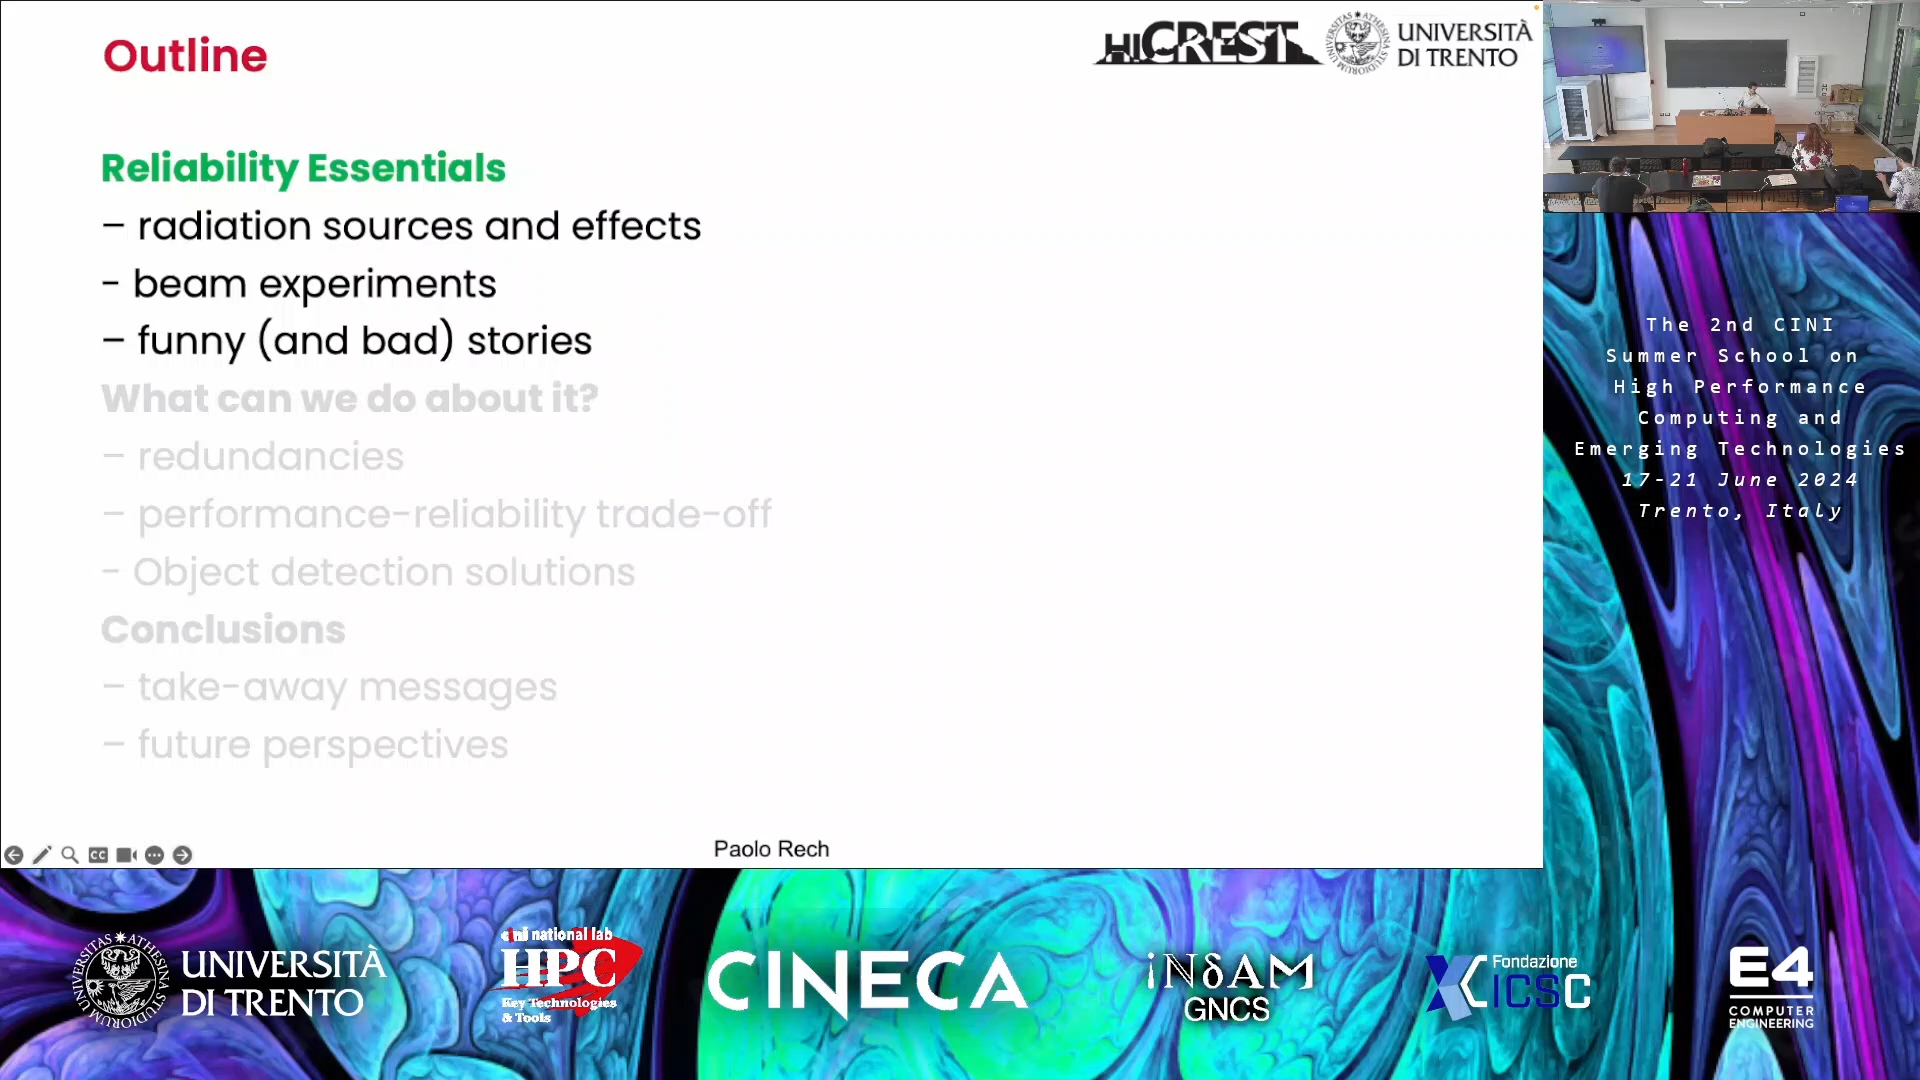 Outline
HiCREST
UNIVERSITÀ
DI TRENTO
Reliability Essentials
– radiation sources and effects
- beam experiments
– funny (and bad) stories
What can we do about it?
– redundancies
– performance-reliability trade-off
- Object detection solutions
Conclusions
– take-away messages
– future perspectives
Paolo Rech
CC
The 2nd CINI
Summer School on
High Performance
Computing and
Emerging Technologies
17-21 June 2024
Trento, Italy
UNIVERSITÀ
DI TRENTO
cini national lab
HPC
Key Technologies
& Tools
CINECA
iNδAM
GNCS
Fondazione
ICSC
E4
COMPUTER
ENGINEERING